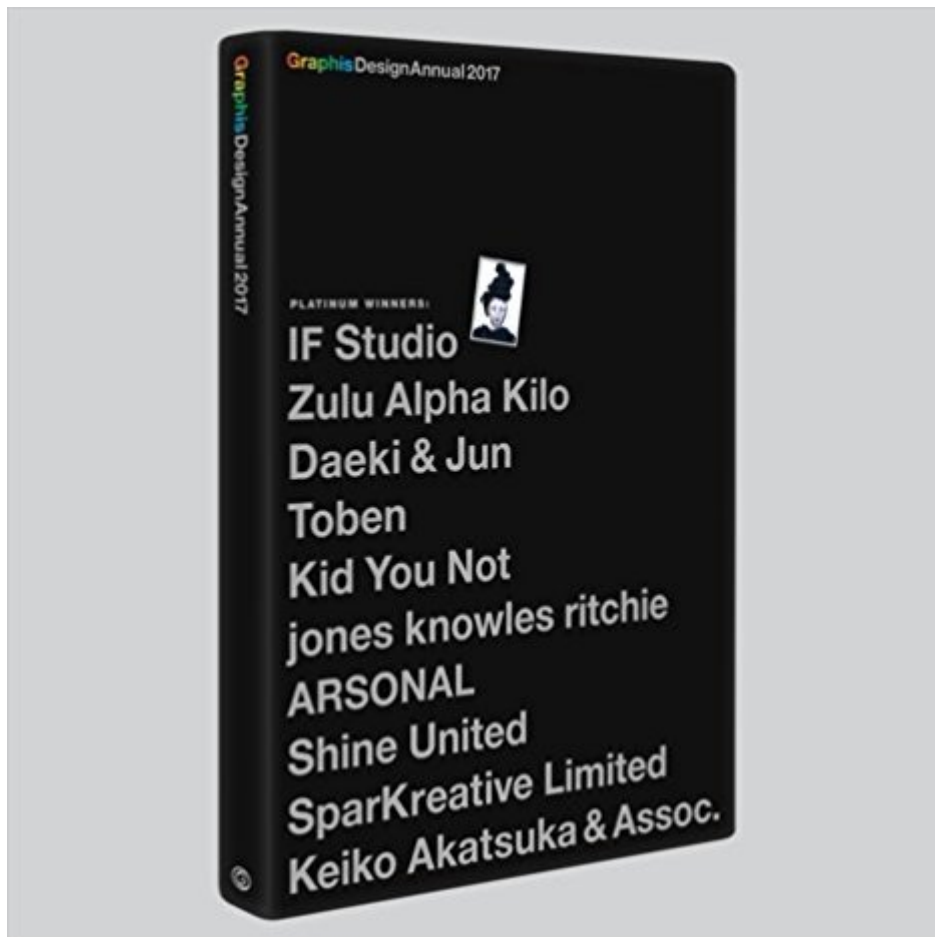 GraphisDesignAnnual2017
GraphisDesignAnnual2017
PLATINUM WINNERS:
IF Studio
Zulu Alpha Kilo
Daeki & Jun
Toben
Kid You Not
jones knowles ritchie
ARSONAL
Shine United
SparKreative Limited
Keiko Akatsuka & Assoc.